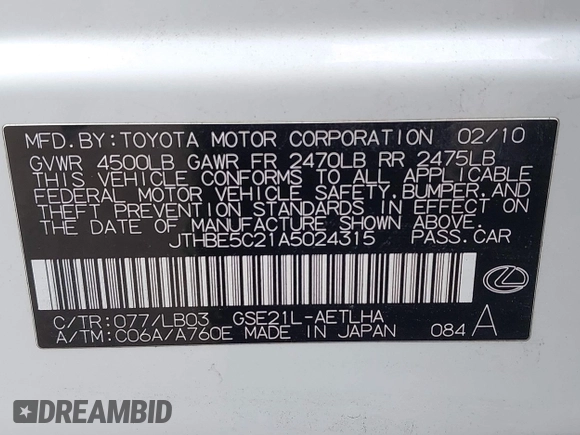 MFD. BY: TOYOTA MOTOR CORPORATION 02/10
GVWR 4500LB GAWR FR 2470LB RR 2475LB
THIS VEHICLE CONFORMS TO ALL APPLICABLE
FEDERAL MOTOR VEHICLE SAFETY, BUMPER, AND
THEFT PREVENTION STANDARDS IN EFFECT ON
THE DATE OF MANUFACTURE SHOWN ABOVE.
JTHBE5C21A5024315 PASS. CAR
C/TR: 077/LB03 GSE21L-AETLHA
A/TM: C06A/A760E MADE IN JAPAN 084 A
DREAMBID